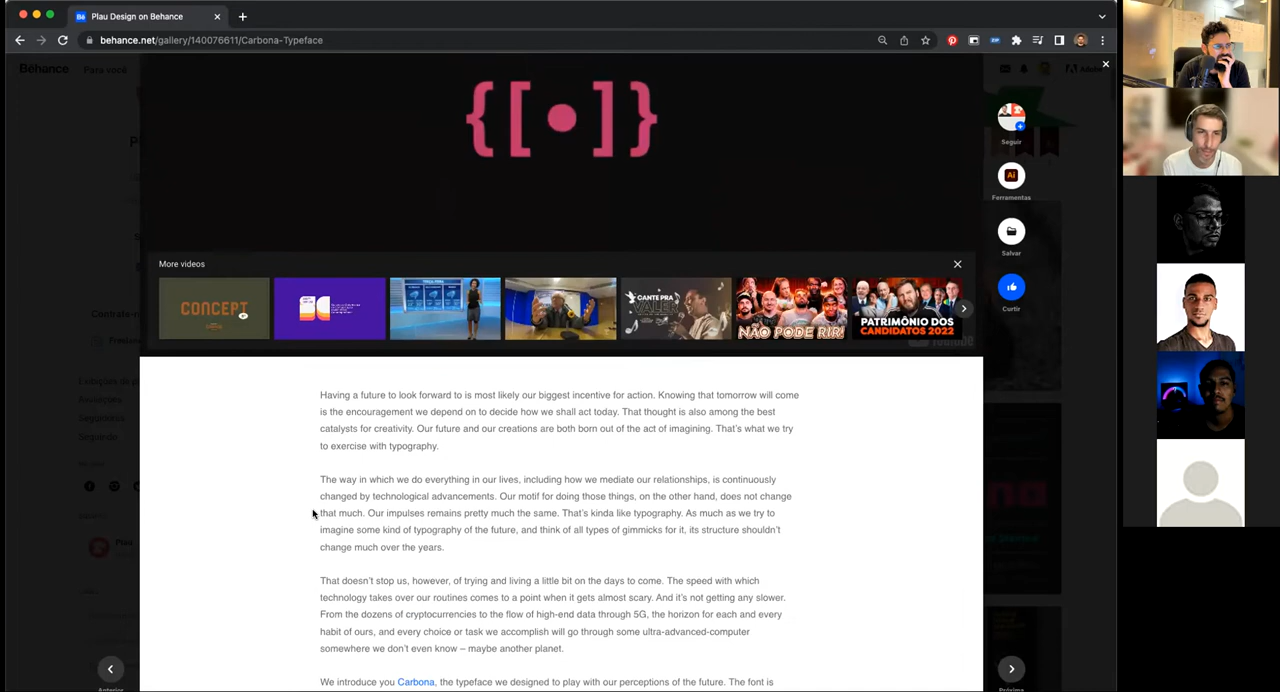 Plau Design on Behance
behance.net/gallery/140076611/Carbona-Typeface
Bēhance
Para você
Adobe
{[•]}
Seguir
Ai
Ferramentas
Salvar
Curtir
More videos
CONCEPT
CANTE PRA
VALER
NÃO PODE RIR!
PATRIMÔNIO DOS
CANDIDATOS 2022
YouTube
Having a future to look forward to is most likely our biggest incentive for action. Knowing that tomorrow will come
is the encouragement we depend on to decide how we shall act today. That thought is also among the best
catalysts for creativity. Our future and our creations are both born out of the act of imagining. That's what we try
to exercise with typography.
The way in which we do everything in our lives, including how we mediate our relationships, is continuously
changed by technological advancements. Our motif for doing those things, on the other hand, does not change
that much. Our impulses remains pretty much the same. That's kinda like typography. As much as we try to
imagine some kind of typography of the future, and think of all types of gimmicks for it, its structure shouldn't
change much over the years.
That doesn't stop us, however, of trying and living a little bit on the days to come. The speed with which
technology takes over our routines comes to a point when it gets almost scary. And it's not getting any slower.
From the dozens of cryptocurrencies to the flow of high-end data through 5G, the horizon for each and every
habit of ours, and every choice or task we accomplish will go through some ultra-advanced-computer
somewhere we don't even know – maybe another planet.
We introduce you Carbona, the typeface we designed to play with our perceptions of the future. The font is
Seguindo
Plau
Anterior
Próximo